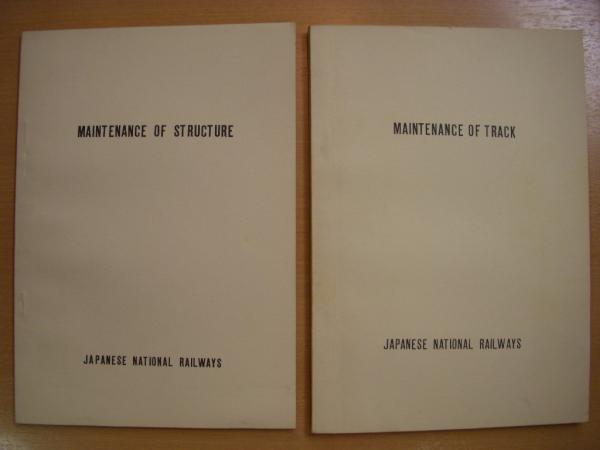 MAINTENANCE OF STRUCTURE
JAPANESE NATIONAL RAILWAYS
MAINTENANCE OF TRACK
JAPANESE NATIONAL RAILWAYS